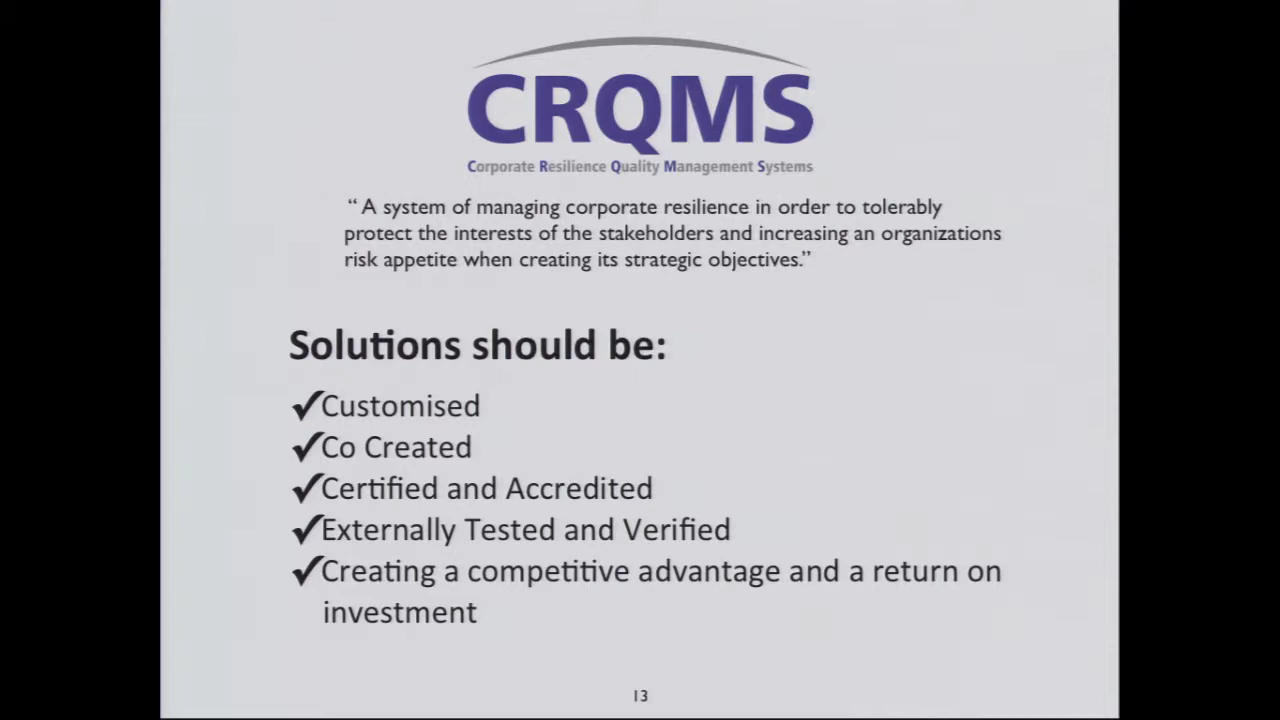 CRQMS
Corporate Resilience Quality Management Systems
“ A system of managing corporate resilience in order to tolerably
protect the interests of the stakeholders and increasing an organizations
risk appetite when creating its strategic objectives.”
Solutions should be:
✓Customised
✓Co Created
✓Certified and Accredited
✓Externally Tested and Verified
✓Creating a competitive advantage and a return on
investment
13